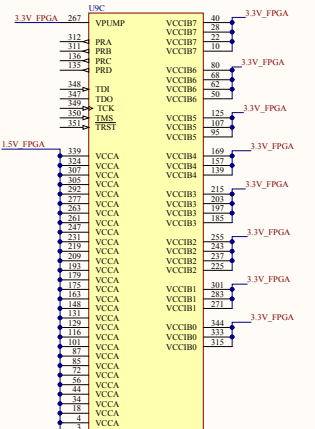 U9C
3.3V_FPGA 267 VPUMP
312 PRA
311 PRB
136 PRC
135 PRD
348 TDI
347 TDO
349 TCK
350 TMS
351 TRST
1.5V_FPGA
339 VCCA
324 VCCA
307 VCCA
305 VCCA
292 VCCA
277 VCCA
263 VCCA
261 VCCA
247 VCCA
231 VCCA
219 VCCA
209 VCCA
193 VCCA
179 VCCA
175 VCCA
163 VCCA
148 VCCA
131 VCCA
129 VCCA
116 VCCA
101 VCCA
87 VCCA
85 VCCA
72 VCCA
56 VCCA
44 VCCA
34 VCCA
18 VCCA
4 VCCA
3
3.3V_FPGA
VCCIB7 40
VCCIB7 28
VCCIB7 22
VCCIB7 10
3.3V_FPGA
VCCIB6 80
VCCIB6 68
VCCIB6 62
VCCIB6 50
3.3V_FPGA
VCCIB5 125
VCCIB5 107
VCCIB5 95
3.3V_FPGA
VCCIB4 169
VCCIB4 157
VCCIB4 139
3.3V_FPGA
VCCIB3 215
VCCIB3 203
VCCIB3 197
VCCIB3 185
3.3V_FPGA
VCCIB2 255
VCCIB2 243
VCCIB2 237
VCCIB2 225
3.3V_FPGA
VCCIB1 301
VCCIB1 283
VCCIB1 271
3.3V_FPGA
VCCIB0 344
VCCIB0 333
VCCIB0 315